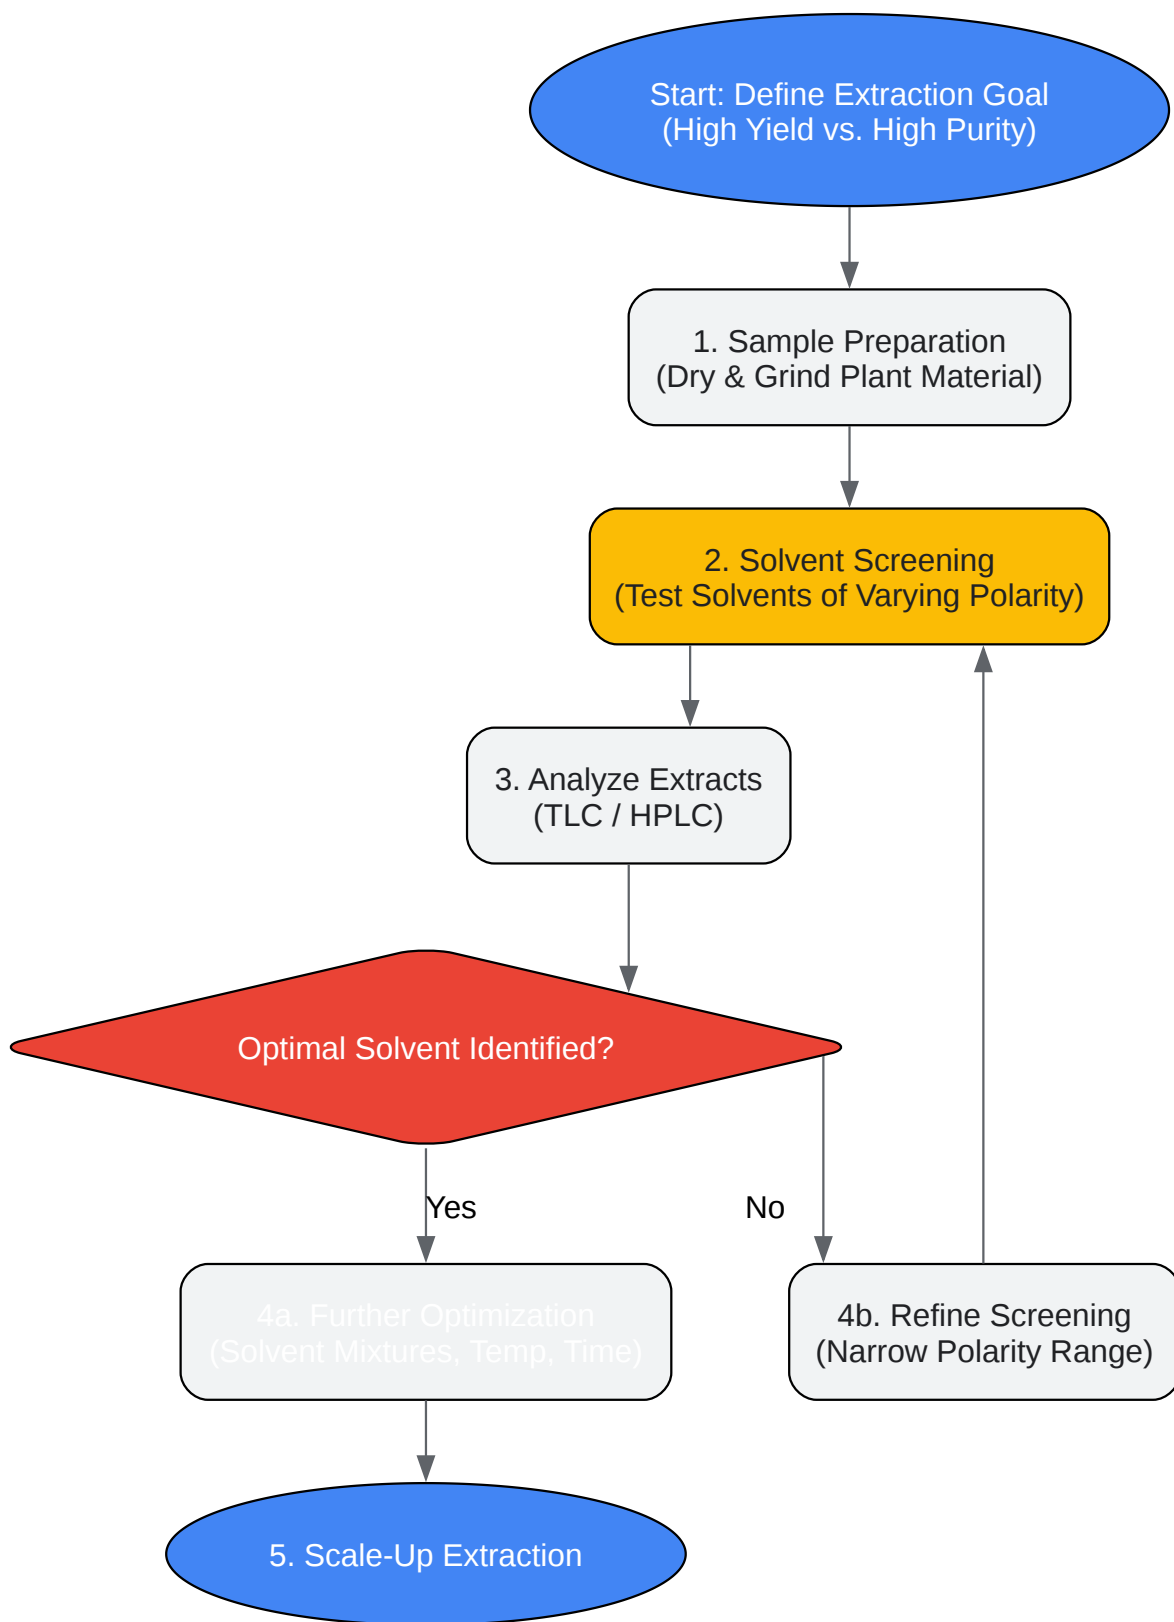 Start: Define Extraction Goal
(High Yield vs. High Purity)
1. Sample Preparation
(Dry & Grind Plant Material)
2. Solvent Screening
(Test Solvents of Varying Polarity)
3. Analyze Extracts
(TLC / HPLC)
Optimal Solvent Identified?
Yes
No
4a. Further Optimization
(Solvent Mixtures, Temp, Time)
4b. Refine Screening
(Narrow Polarity Range)
5. Scale-Up Extraction